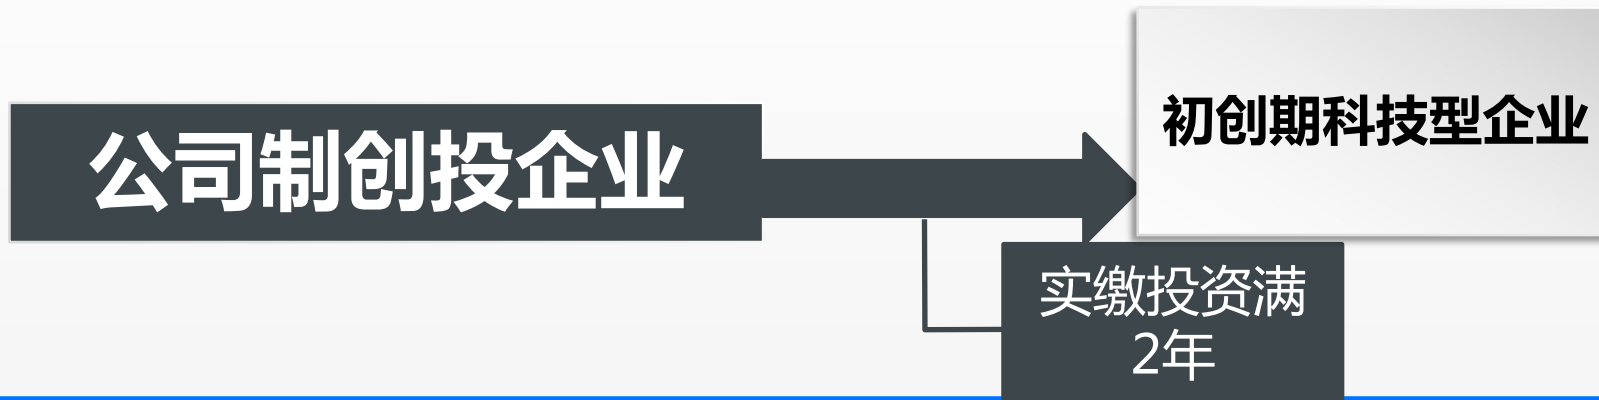 公司制创投企业
初创期科技型企业
实缴投资满
2年